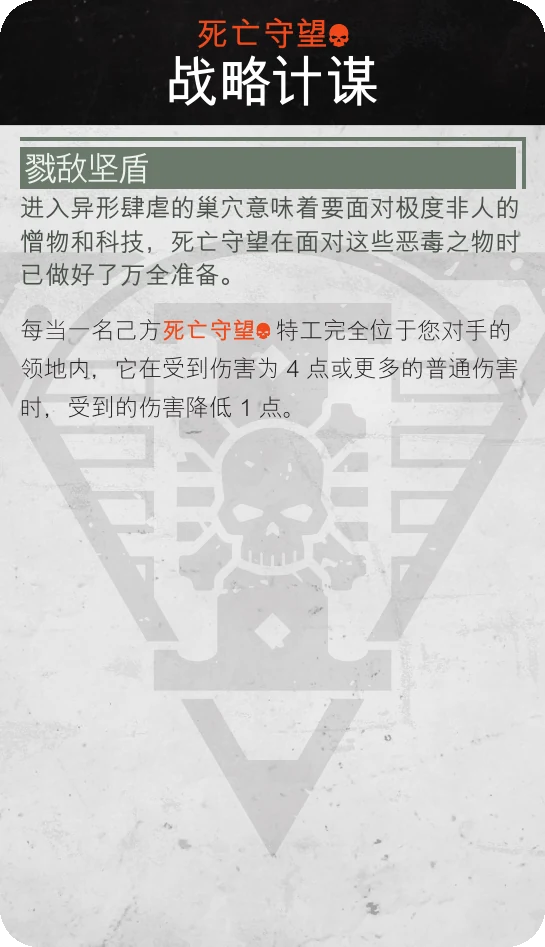 死亡守望
战略计谋
戮敌坚盾
进入异形肆虐的巢穴意味着要面对极度非人的
憎物和科技，死亡守望在面对这些恶毒之物时
已做好了万全准备。
每当一名己方死亡守望 特工完全位于您对手的
领地内，它在受到伤害为 4 点或更多的普通伤害
时，受到的伤害降低 1 点。